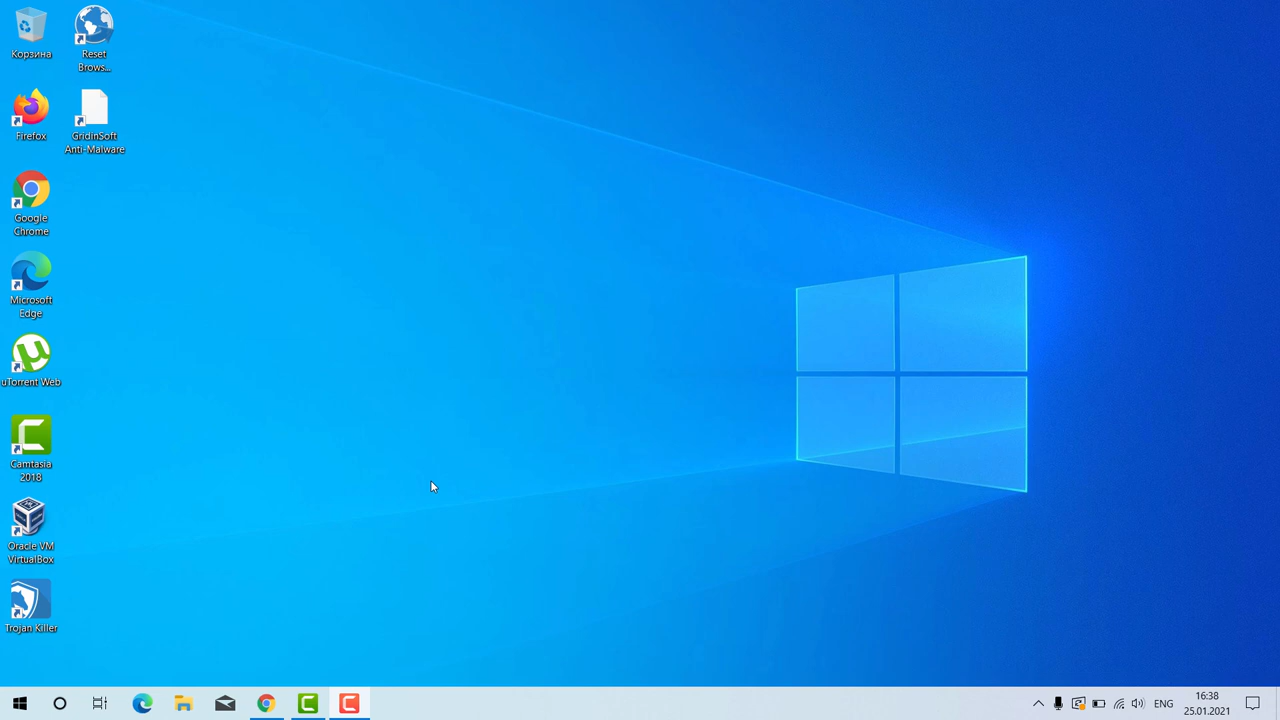 Корзина
Reset
Brows...
Firefox
GridinSoft
Anti-Malware
Google
Chrome
Microsoft
Edge
uTorrent Web
Camtasia
2018
Oracle VM
VirtualBox
Trojan Killer
ENG
16:38
25.01.2021